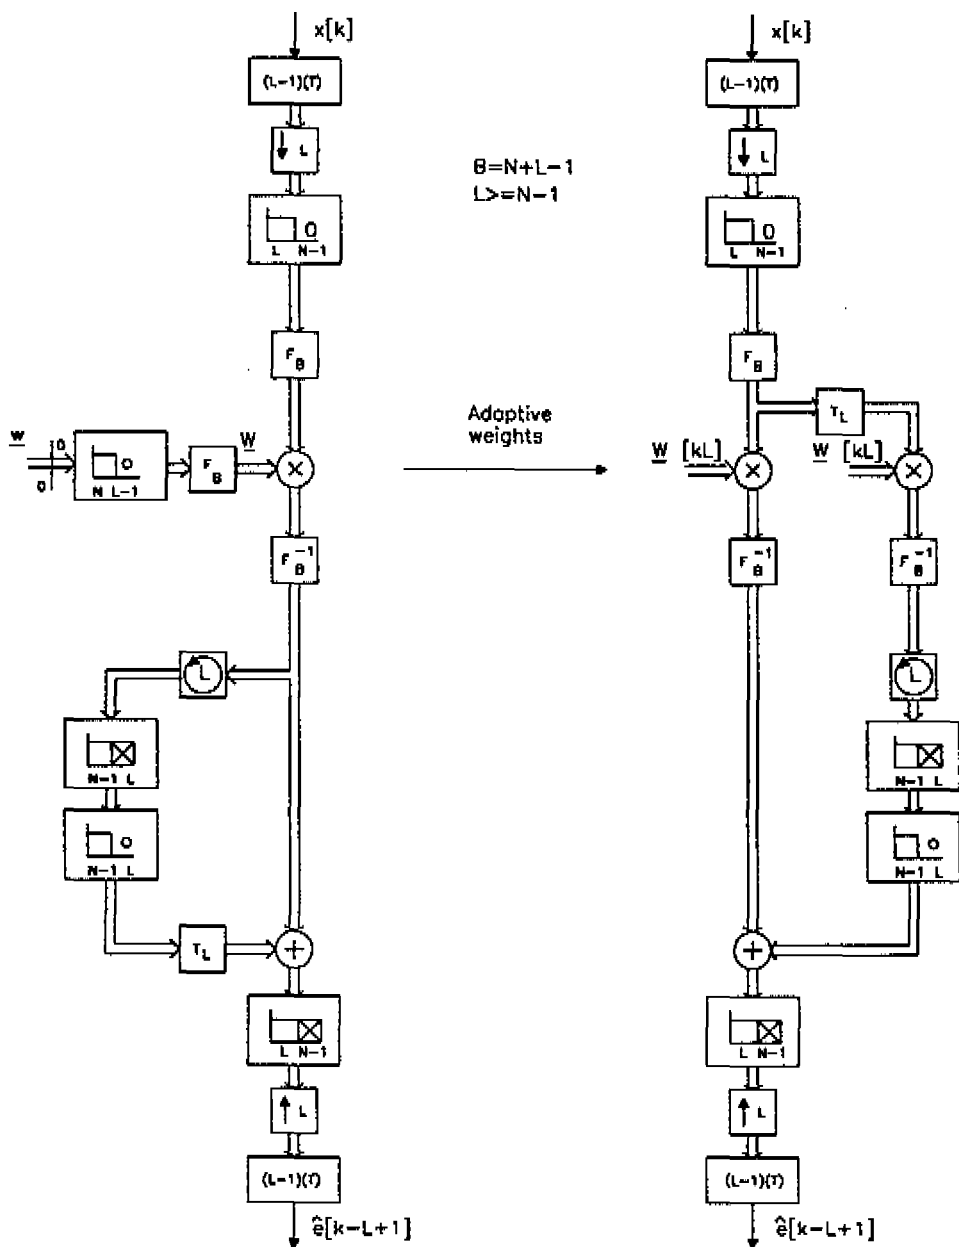 x[k]
(L-1)(T)
↓ L
0
L N-1
F_B
w
0
0
0
N L-1
F_B
W
×
F_B^-1
L
N-1 L
0
N-1 L
T_L
+
L N-1
↑ L
(L-1)(T)
ê[k-L+1]
B=N+L-1
L>=N-1
Adaptive
weights
x[k]
(L-1)(T)
↓ L
0
L N-1
F_B
T_L
W [kL]
×
W [kL]
×
F_B^-1
F_B^-1
L
N-1 L
0
N-1 L
+
L N-1
↑ L
(L-1)(T)
ê[k-L+1]